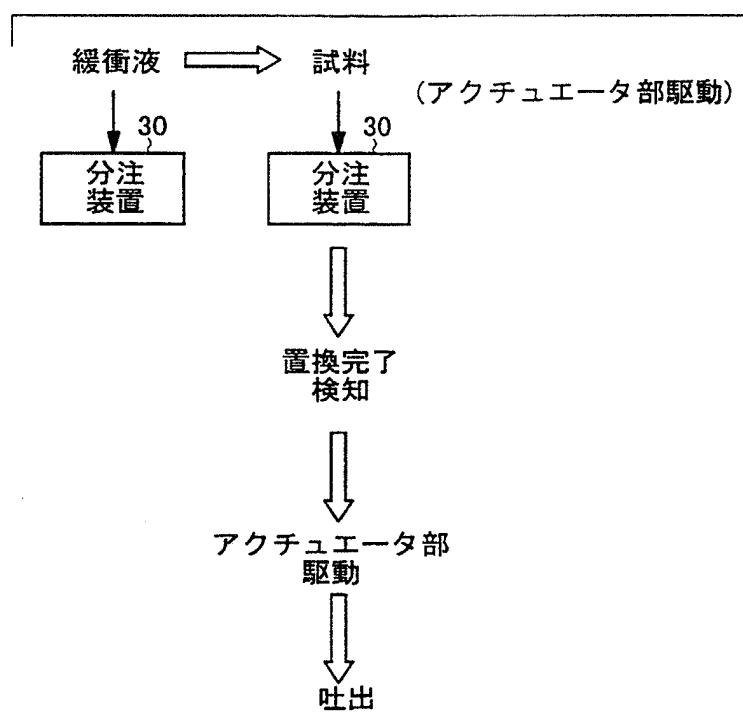 緩衝液
試料
(アクチュエータ部駆動)
30
30
分注
装置
分注
装置
置換完了
検知
アクチュエータ部
駆動
吐出